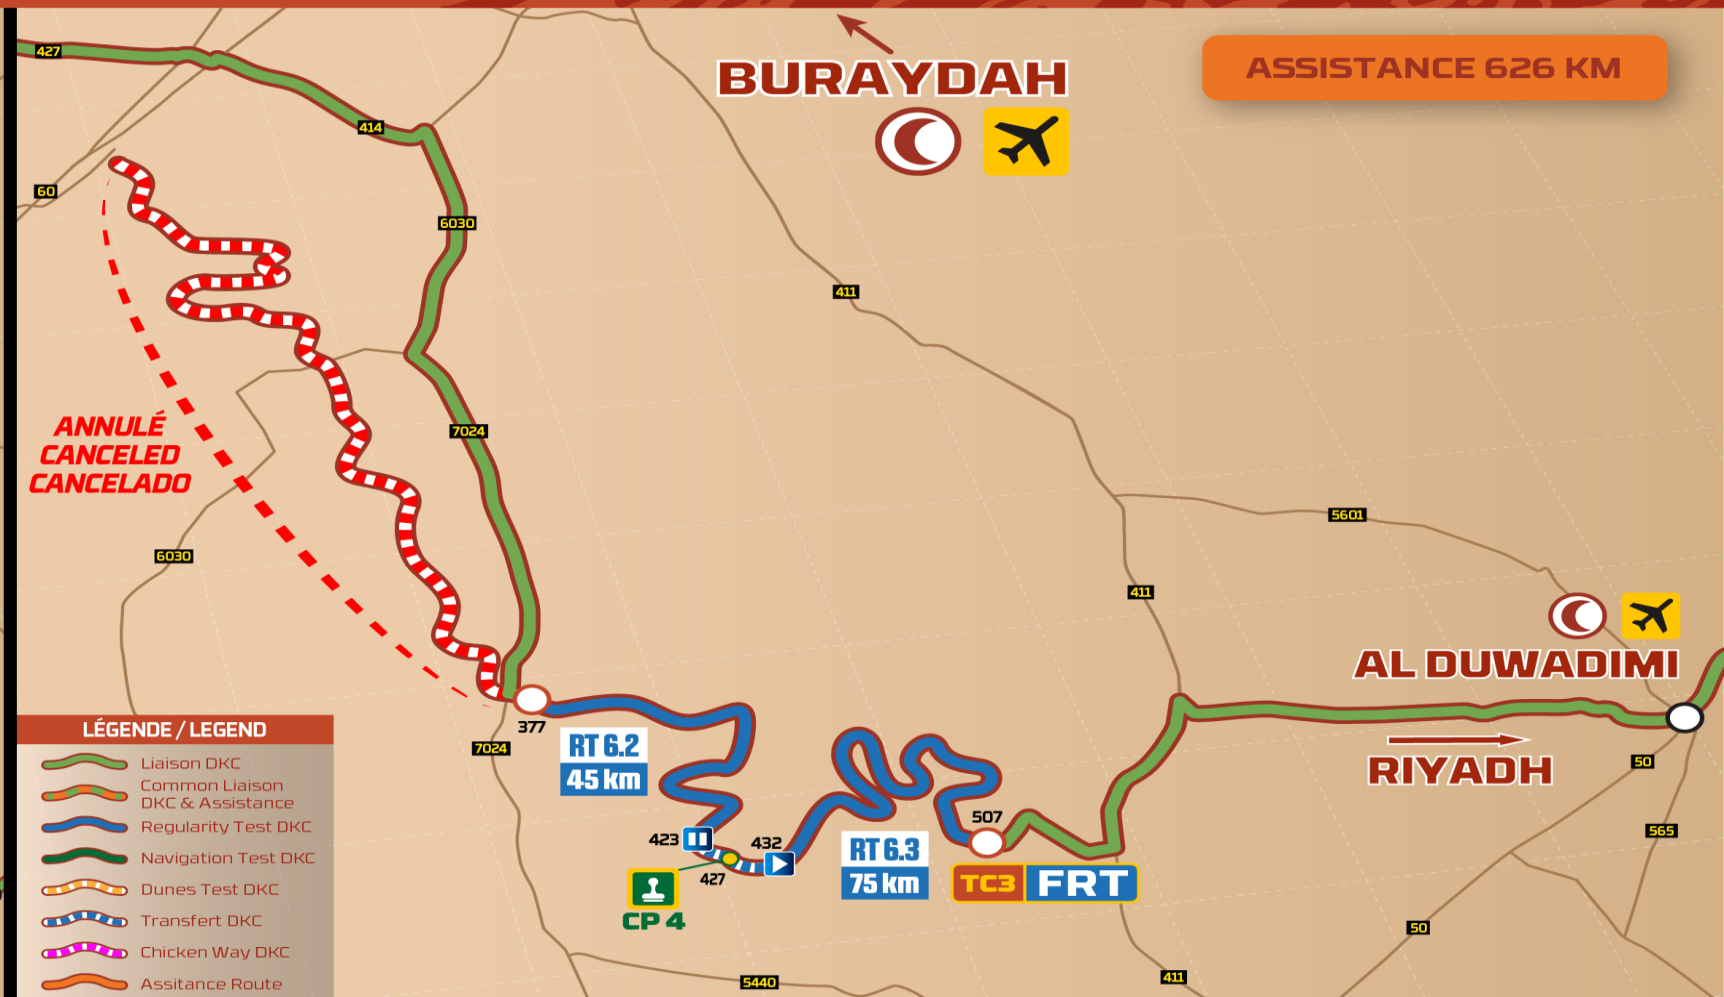 427
414
60
6030
BURAYDAH
ASSISTANCE 626 KM
411
ANNULÉ
CANCELED
CANCELADO
7024
6030
5601
411
AL DUWADIMI
RIYADH
50
565
50
377
7024
RT 6.2
45 km
423
432
427
CP 4
RT 6.3
75 km
507
TC3 FRT
411
5440
LÉGENDE / LEGEND
Liaison DKC
Common Liaison
DKC & Assistance
Regularity Test DKC
Navigation Test DKC
Dunes Test DKC
Transfert DKC
Chicken Way DKC
Assitance Route